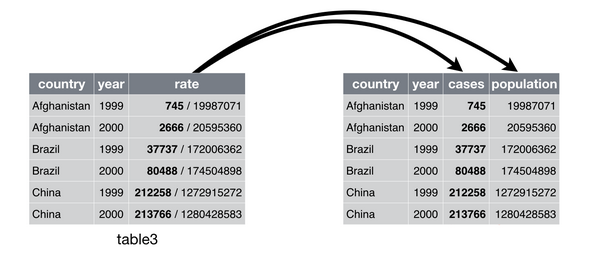 country year rate
Afghanistan 1999 745 / 19987071
Afghanistan 2000 2666 / 20595360
Brazil 1999 37737 / 172006362
Brazil 2000 80488 / 174504898
China 1999 212258 / 1272915272
China 2000 213766 / 1280428583
table3
country year cases population
Afghanistan 1999 745 19987071
Afghanistan 2000 2666 20595360
Brazil 1999 37737 172006362
Brazil 2000 80488 174504898
China 1999 212258 1272915272
China 2000 213766 1280428583